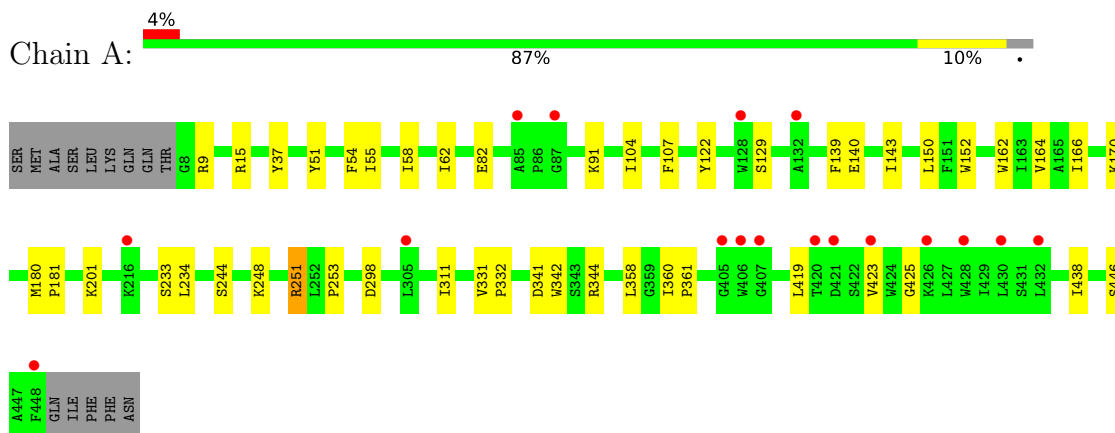 4%
Chain A:
87% 10% •
SER MET ALA SER LEU LYS GLN GLN THR G8 R9 R15 Y37 Y51 F54 I55 I58 I62 E82 A85 P86 G87 K91 I104 F107 Y122 W128 S129 A132 F139 E140 I143 L150 F151 W152 W162 I163 V164 A165 I166 K170
M180 P181 K201 K216 S233 L234 S244 K248 R251 L252 P253 D298 L305 I311 V331 P332 D341 W342 S343 R344 L358 G359 I360 P361 G405 W406 G407 L419 T420 D421 S422 V423 W424 G425 K426 L427 W428 I429 L430 S431 L432 I438 S446
A447 F448 GLN ILE PHE PHE ASN